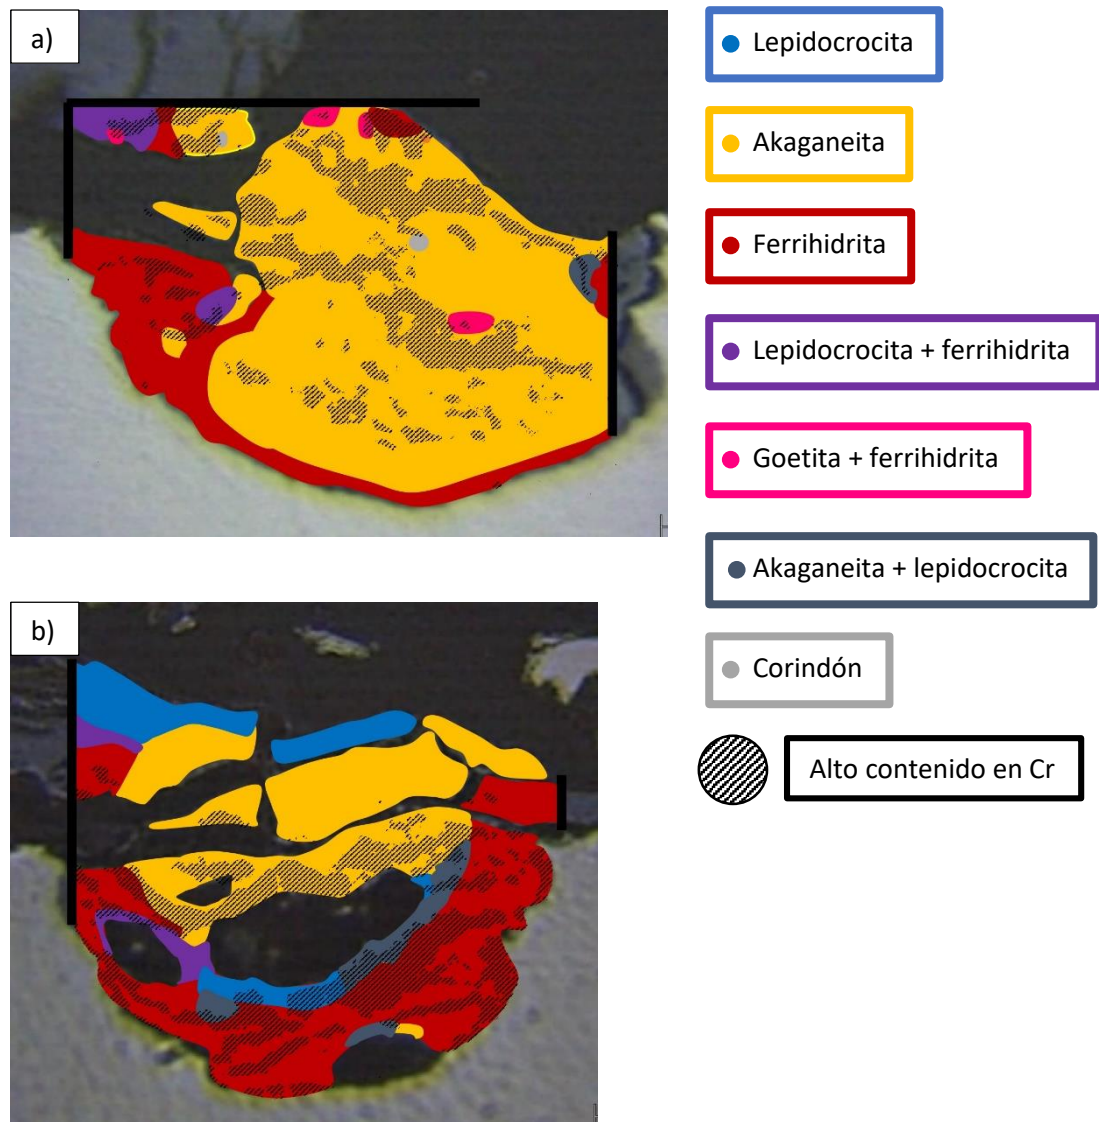 a)
Lepidocrocita
Akaganeita
Ferrihidrita
Lepidocrocita + ferrihidrita
Goetita + ferrihidrita
Akaganeita + lepidocrocita
Corindón
Alto contenido en Cr
b)